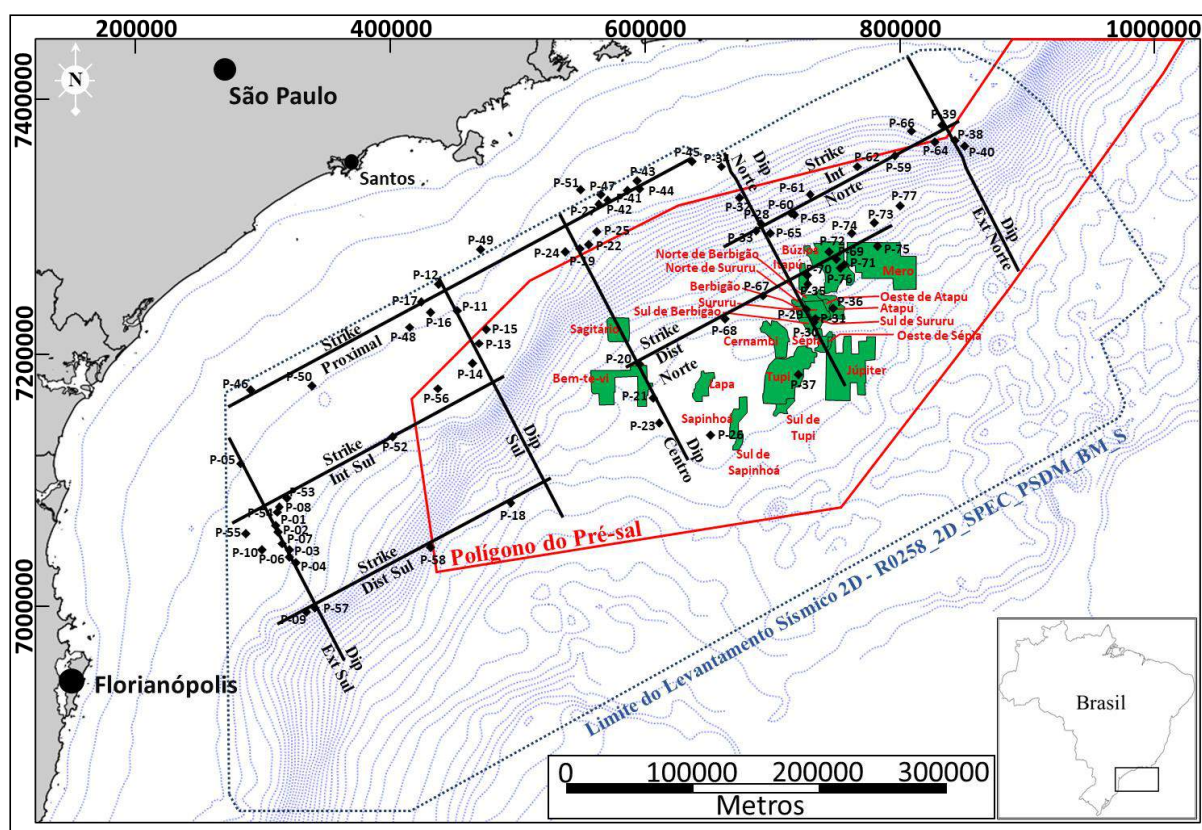 200000
400000
600000
800000
1000000
7400000
7200000
7000000
N
São Paulo
Santos
Florianópolis
P-39
P-66
P-38
P-64
P-40
P-45
P-34
P-62
P-59
P-43
P-51
P-47
P-44
P-41
P-27
P-42
Dip
Norte
Strike
Int
Norte
P-61
P-32
P-60
P-28
P-63
P-33
P-65
P-77
P-73
P-74
P-75
Dip
Ext Norte
P-25
P-22
P-24
P-19
P-49
P-12
P-17
P-11
P-16
P-48
P-15
P-13
P-14
Strike
Proximal
P-46
P-50
P-56
Norte de Berbigão
Norte de Sururu
Berbigão
Sururu
Sul de Berbigão
Búzios
Itapu
P-72
P-69
P-71
P-70
P-76
Mero
P-67
P-35
P-36
P-29
P-31
P-30
P-68
Oeste de Atapu
Atapu
Sul de Sururu
Oeste de Sépia
Cernambi
Sépia
Sagitário
Strike
Dist
Norte
P-20
Bem-te-vi
P-21
P-23
Lapa
Tupi
P-37
Júpiter
Sapinhoá
P-26
Sul de
Tupi
Sul de
Sapinhoá
Dip
Centro
Dip
Sul
Strike
Int Sul
P-52
P-05
P-53
P-54
P-08
P-01
P-55
P-02
P-07
P-10
P-06
P-03
P-04
P-18
Strike
Dist Sul
P-58
P-57
P-09
Dip
Ext Sul
Polígono do Pré-sal
Limite do Levantamento Sísmico 2D - R0258_2D_SPEC_PSDM_BM_S
0
100000
200000
300000
Metros
Brasil